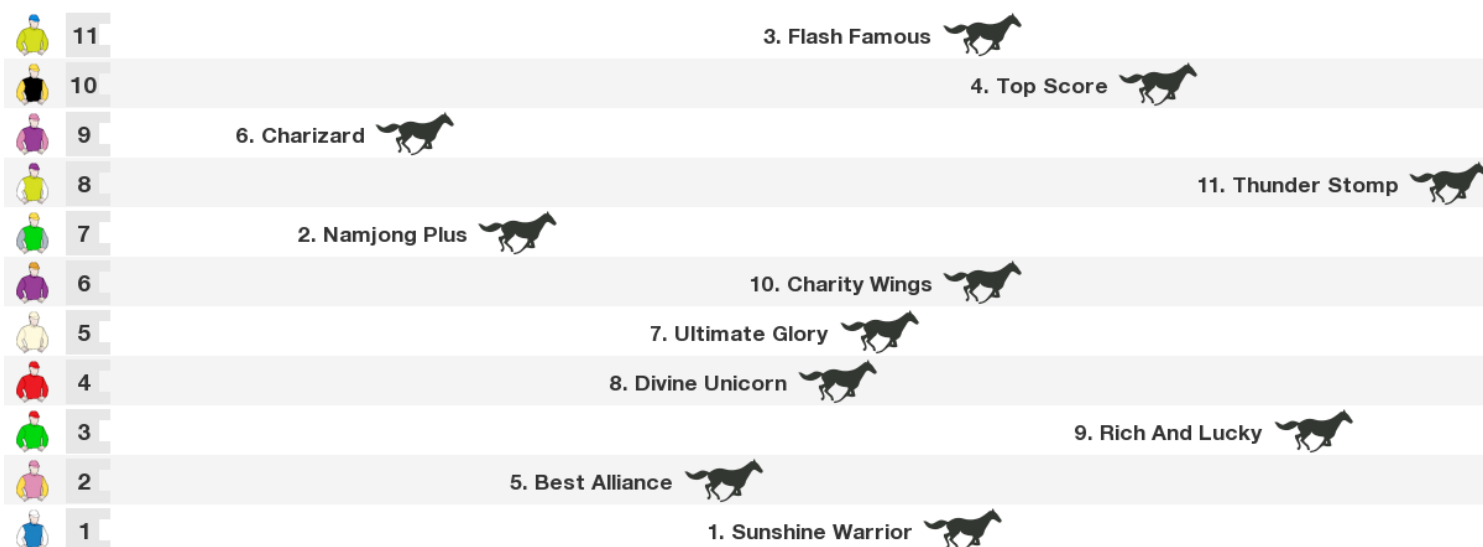 11 3. Flash Famous
10 4. Top Score
9 6. Charizard
8 11. Thunder Stomp
7 2. Namjong Plus
6 10. Charity Wings
5 7. Ultimate Glory
4 8. Divine Unicorn
3 9. Rich And Lucky
2 5. Best Alliance
1 1. Sunshine Warrior